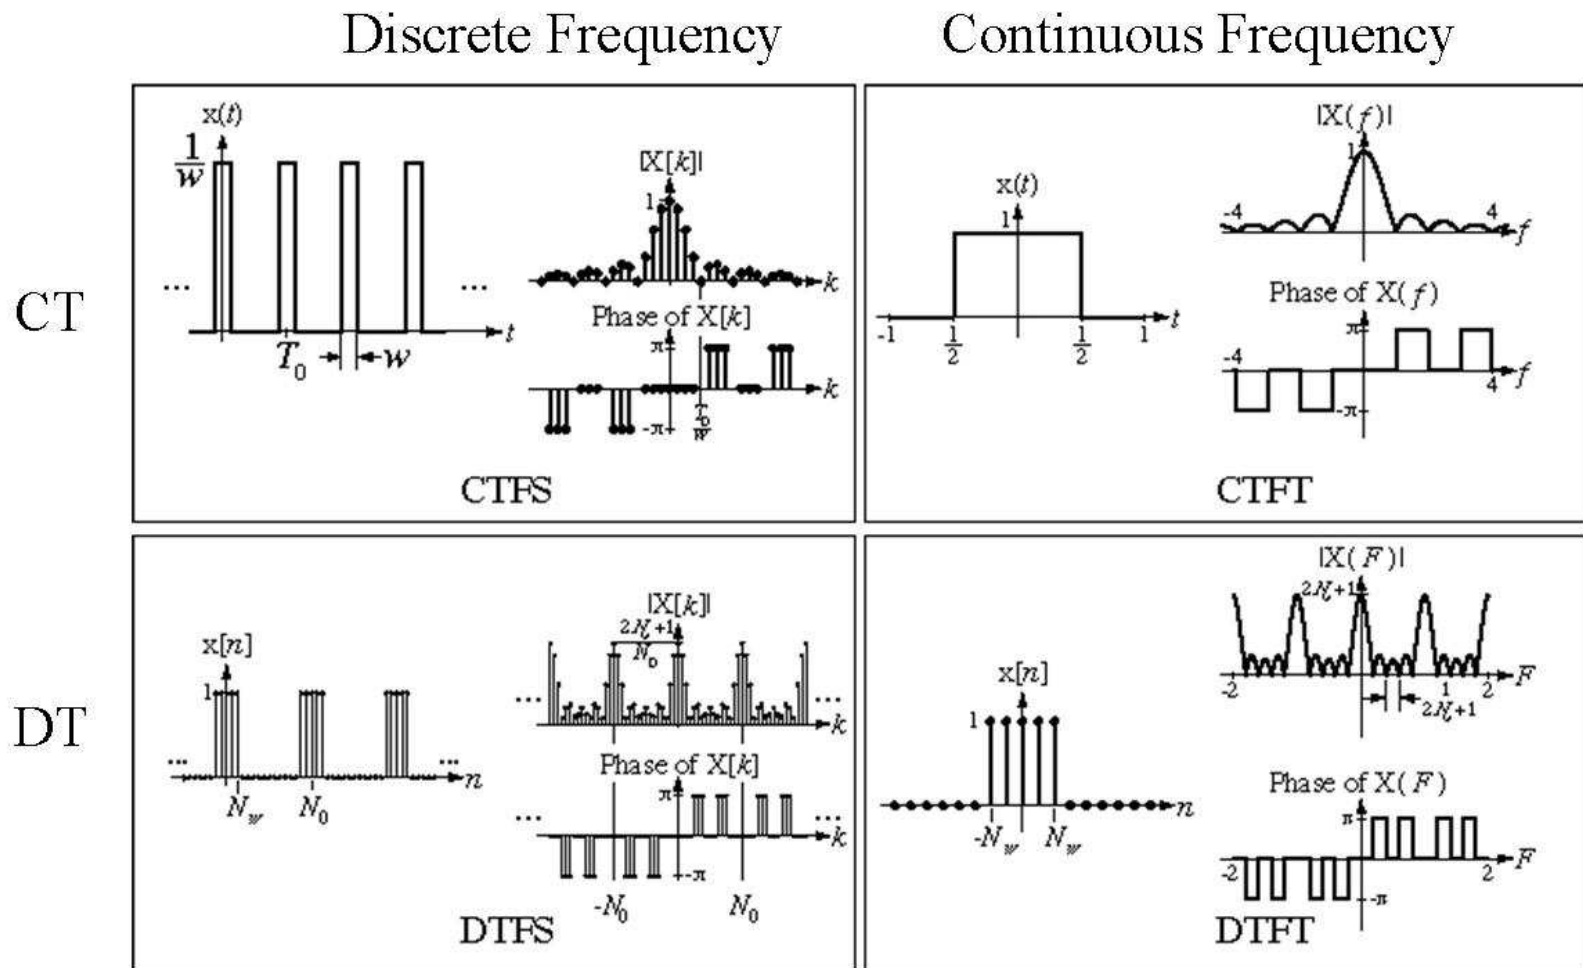 Discrete Frequency
Continuous Frequency
CT
x(t)
1/w
...
...
t
T0
w
|X[k]|
1
k
Phase of X[k]
π
k
-π
T0/w
CTFS
x(t)
1
-1
1/2
1/2
1
t
|X(f)|
1
-4
4
f
Phase of X(f)
π
-4
4
f
-π
CTFT
DT
x[n]
1
...
...
n
Nw
N0
|X[k]|
2Nw+1
N0
...
...
k
Phase of X[k]
π
...
...
k
-π
-N0
N0
DTFS
x[n]
1
n
-Nw
Nw
|X(F)|
2Nw+1
-2
1
2
F
2Nw+1
Phase of X(F)
π
-2
2
F
-π
DTFT